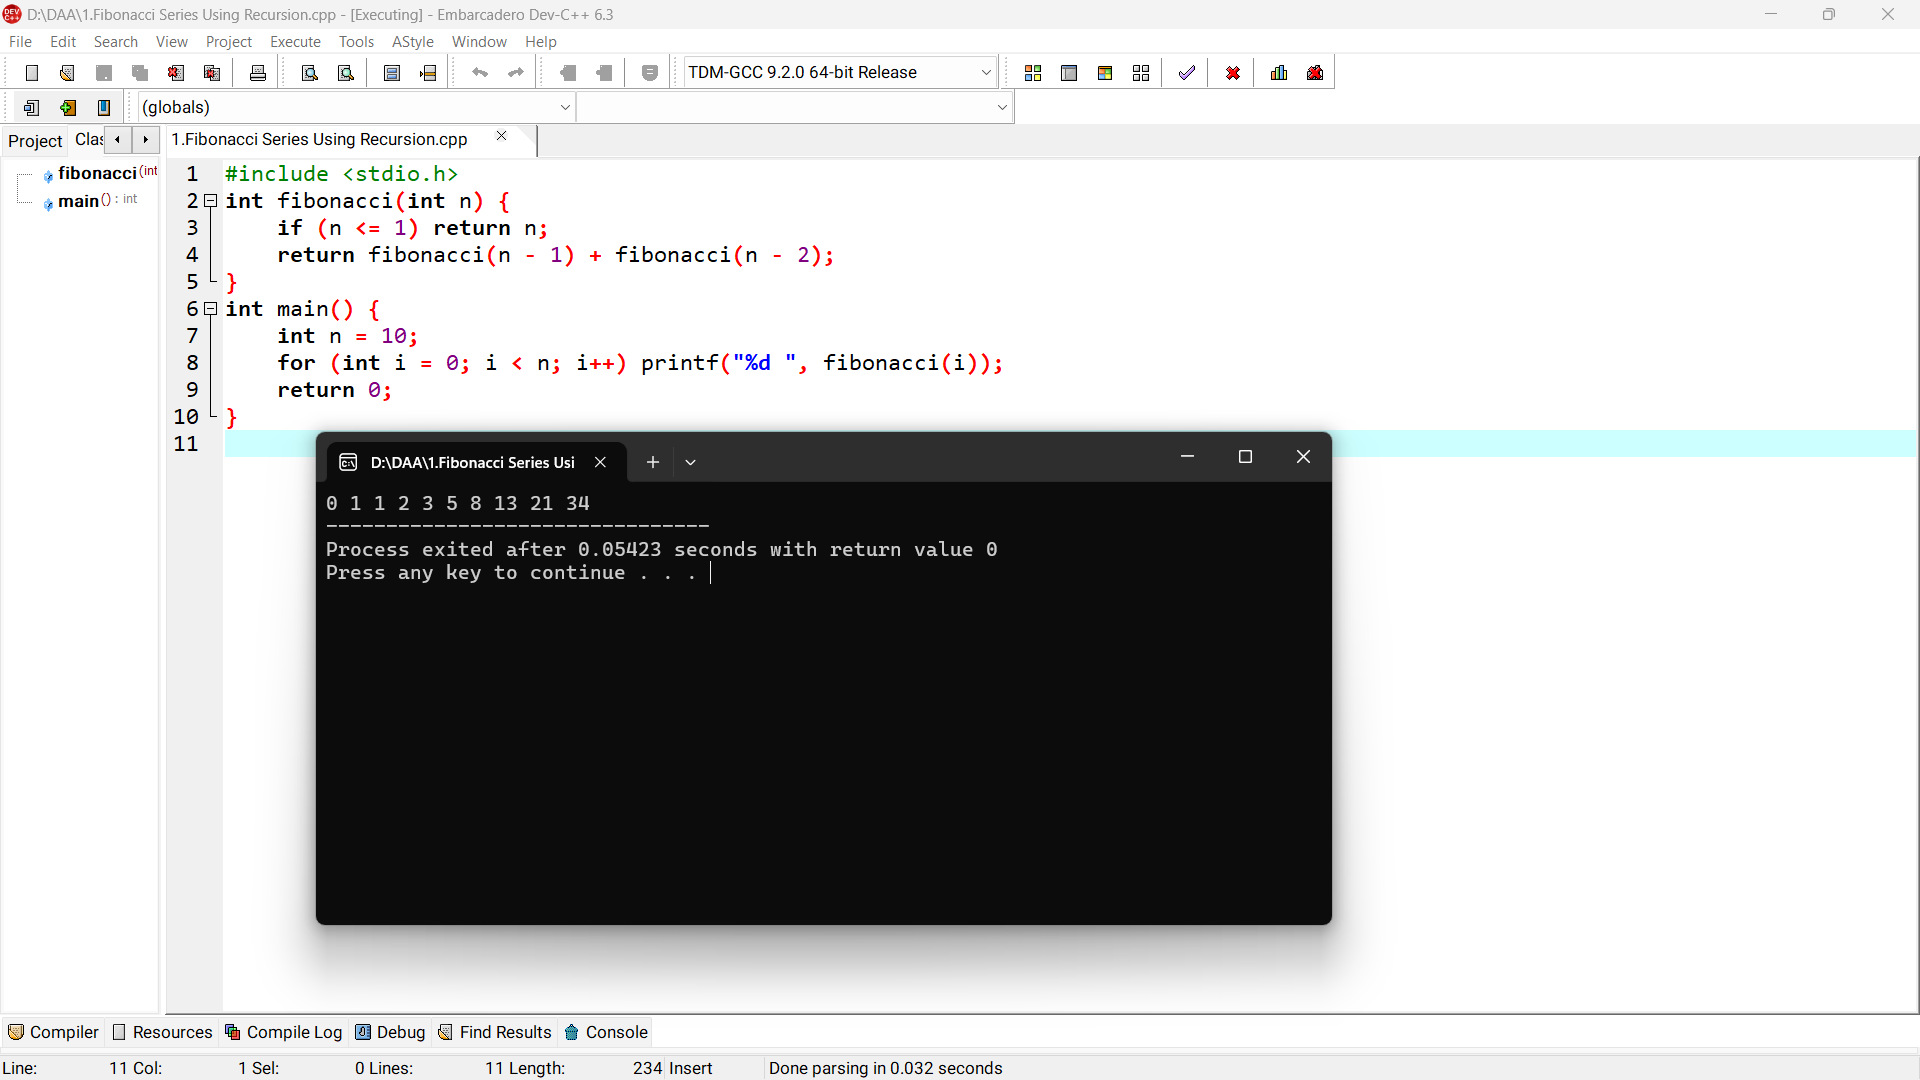 D:\DAA\1.Fibonacci Series Using Recursion.cpp - [Executing] - Embarcadero Dev-C++ 6.3
File Edit Search View Project Execute Tools AStyle Window Help
TDM-GCC 9.2.0 64-bit Release
(globals)
Project Clas 1.Fibonacci Series Using Recursion.cpp
fibonacci (int
main () : int
1 #include <stdio.h>
2 int fibonacci(int n) {
3 if (n <= 1) return n;
4 return fibonacci(n - 1) + fibonacci(n - 2);
5 }
6 int main() {
7 int n = 10;
8 for (int i = 0; i < n; i++) printf("%d ", fibonacci(i));
9 return 0;
10 }
11
D:\DAA\1.Fibonacci Series Usi
0 1 1 2 3 5 8 13 21 34
--------------------------------
Process exited after 0.05423 seconds with return value 0
Press any key to continue . . .
Compiler Resources Compile Log Debug Find Results Console
Line: 11 Col: 1 Sel: 0 Lines: 11 Length: 234 Insert Done parsing in 0.032 seconds